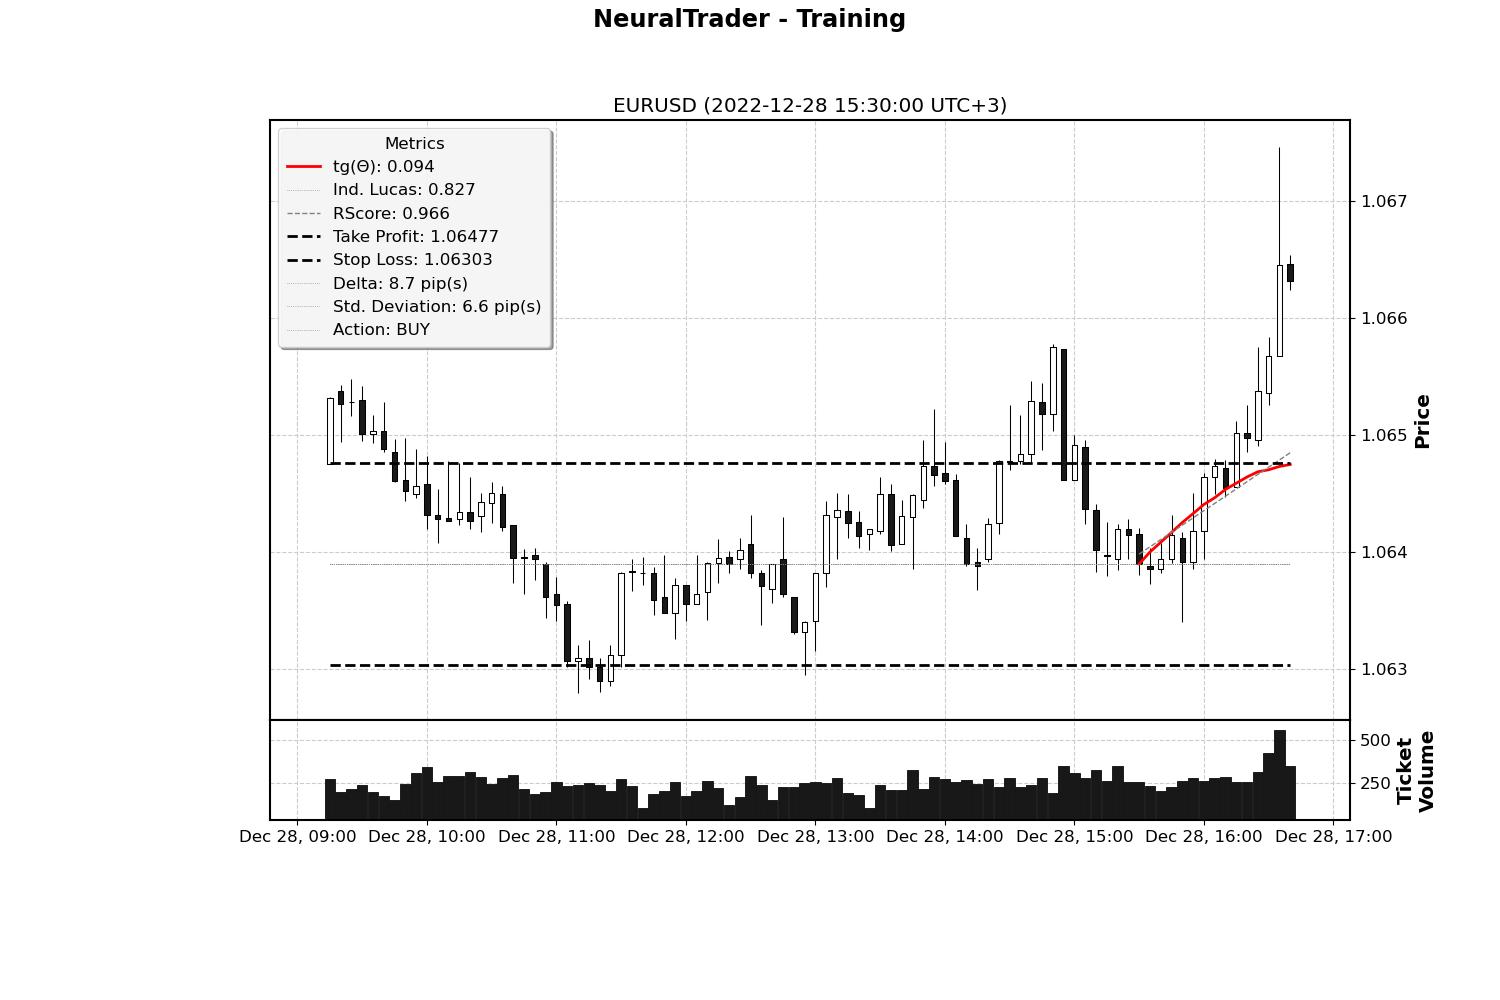 NeuralTrader - Training
EURUSD (2022-12-28 15:30:00 UTC+3)
Metrics
tg(Θ): 0.094
Ind. Lucas: 0.827
RScore: 0.966
Take Profit: 1.06477
Stop Loss: 1.06303
Delta: 8.7 pip(s)
Std. Deviation: 6.6 pip(s)
Action: BUY
1.067
1.066
1.065
1.064
1.063
Price
500
250
Ticket
Volume
Dec 28, 09:00 Dec 28, 10:00 Dec 28, 11:00 Dec 28, 12:00 Dec 28, 13:00 Dec 28, 14:00 Dec 28, 15:00 Dec 28, 16:00 Dec 28, 17:00